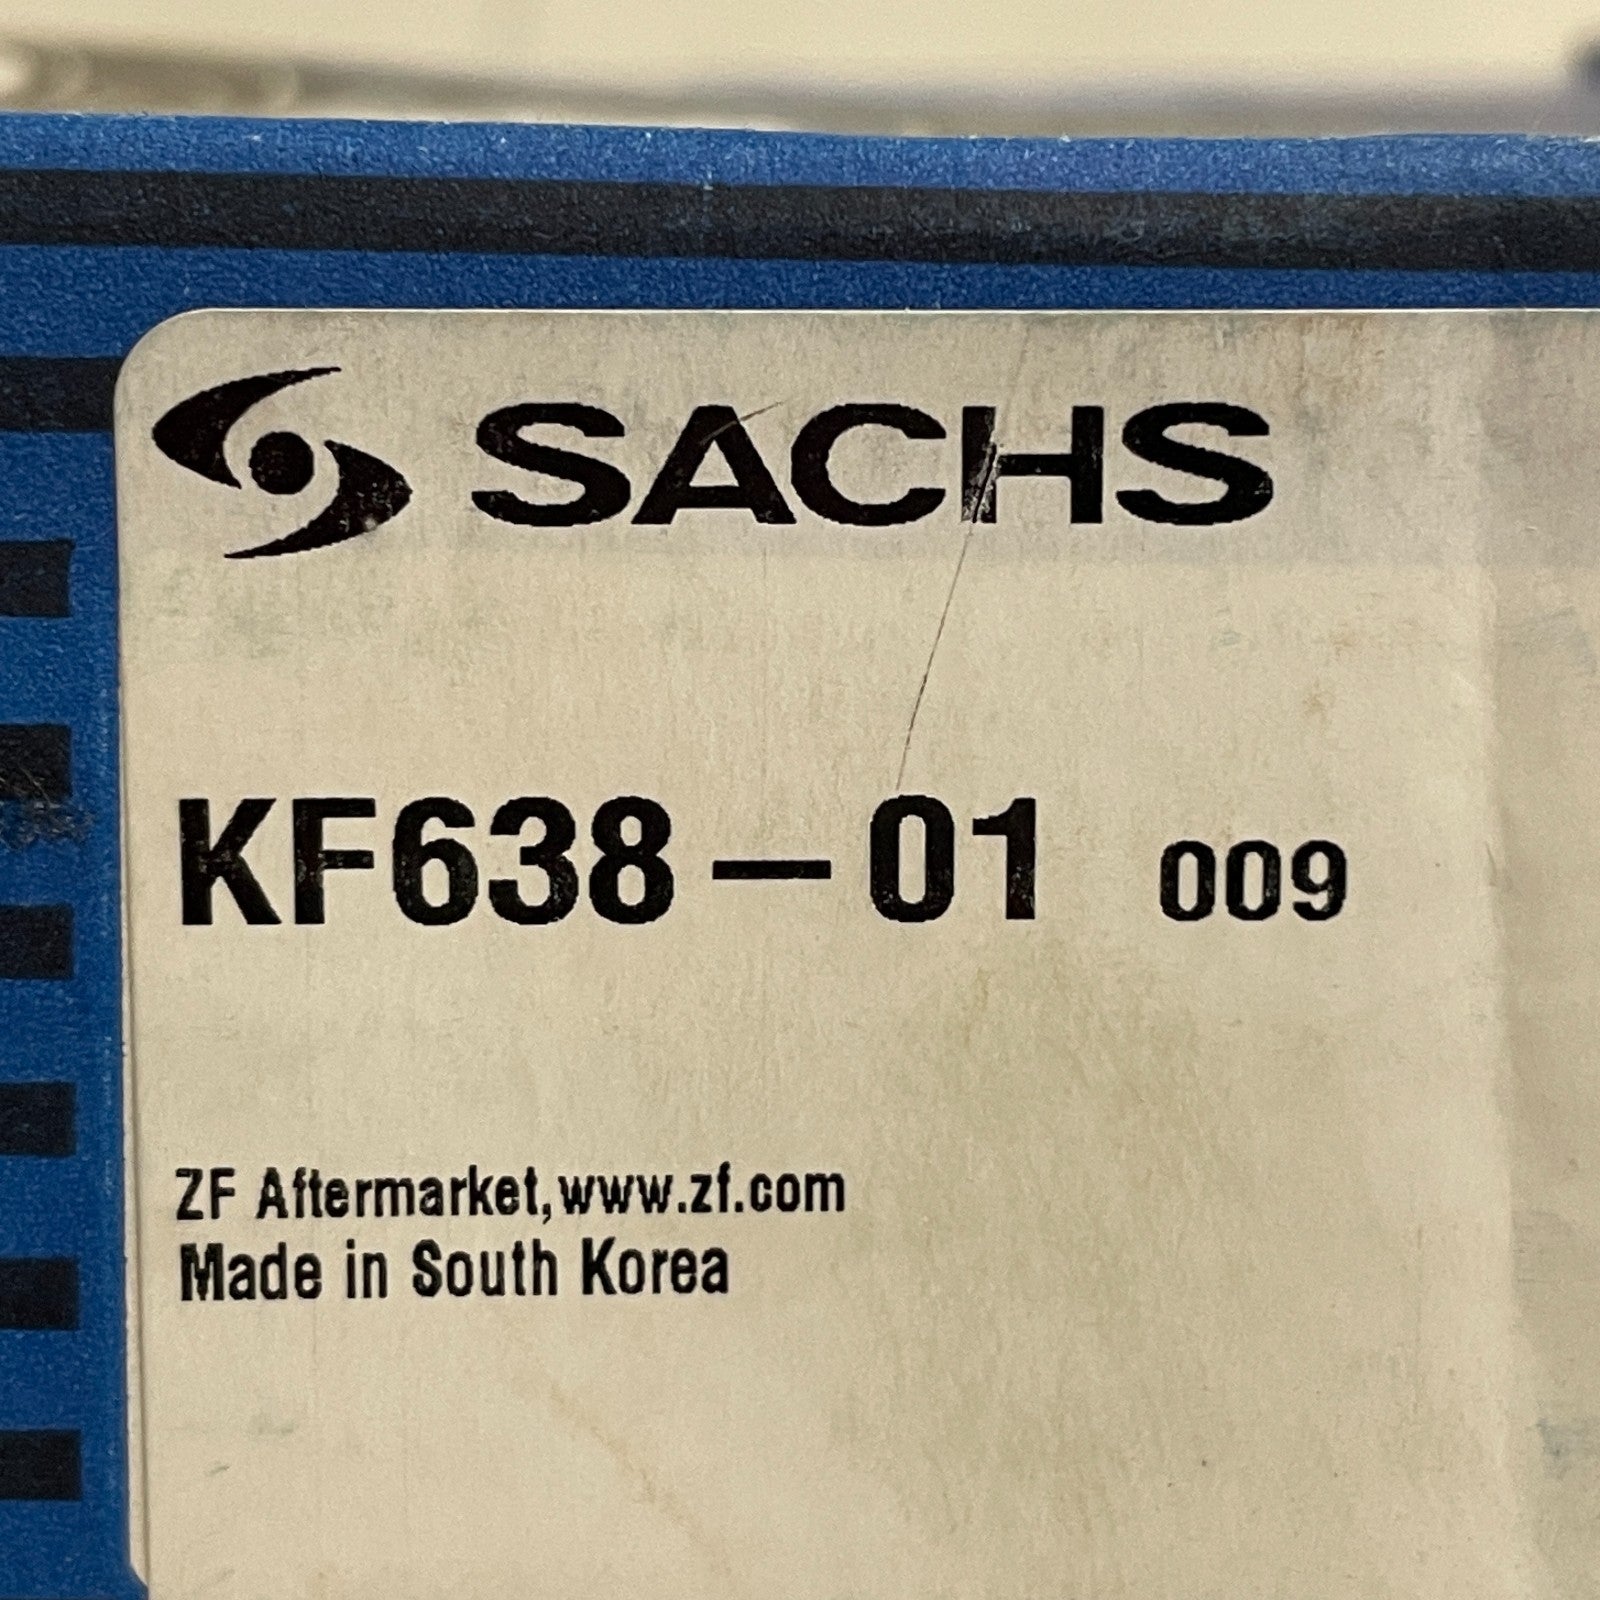 SACHS
KF638-01 009
ZF Aftermarket,www.zf.com
Made in South Korea